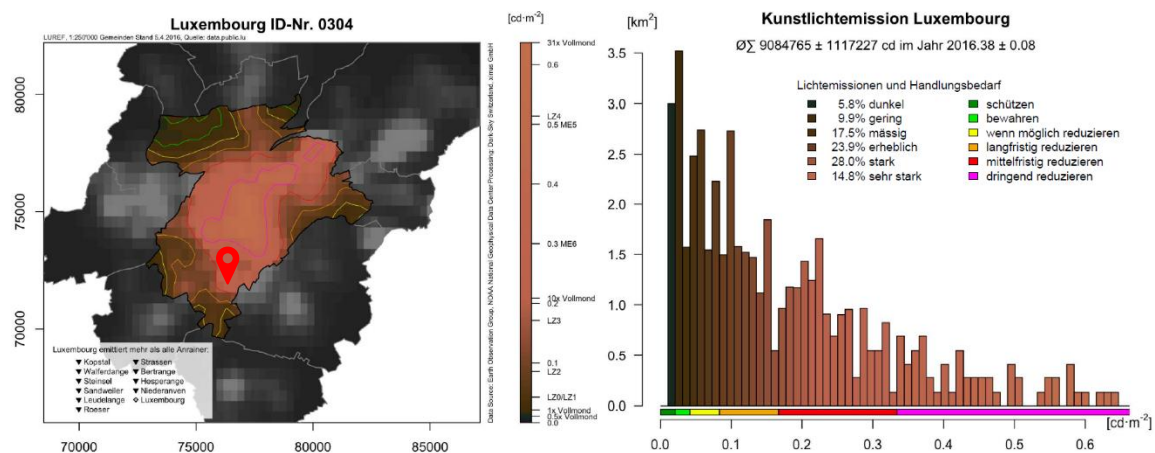 Luxembourg ID-Nr. 0304
LUREF, 1:250'000 Gemeinden Stand 5.4.2016, Quelle: data.public.lu
80000
75000
70000
70000
75000
80000
85000
Luxembourg emittiert mehr als alle Anrainer:
Kopstal
Walferdange
Steinsel
Sandweiler
Leudelange
Roeser
Strassen
Bertrange
Hesperange
Niederanven
Luxembourg
Data Source: Earth Observation Group, NOAA National Geophysical Data Center Processing: Dark-Sky Switzerland, xirrus GmbH
[cd·m⁻²]
31x Vollmond
0.6
LZ4
0.5 ME5
0.4
0.3 ME6
10x Vollmond
0.2
LZ3
0.1
LZ2
LZ0/LZ1
1x Vollmond
0.5x Vollmond
0.0
Kunstlichtemission Luxembourg
[km²]
Ø∑ 9084765 ± 1117227 cd im Jahr 2016.38 ± 0.08
Lichtemissionen und Handlungsbedarf
5.8% dunkel schützen
9.9% gering bewahren
17.5% mässig wenn möglich reduzieren
23.9% erheblich langfristig reduzieren
28.0% stark mittelfristig reduzieren
14.8% sehr stark dringend reduzieren
3.5
3.0
2.5
2.0
1.5
1.0
0.5
0.0
0.0
0.1
0.2
0.3
0.4
0.5
0.6
[cd·m⁻²]